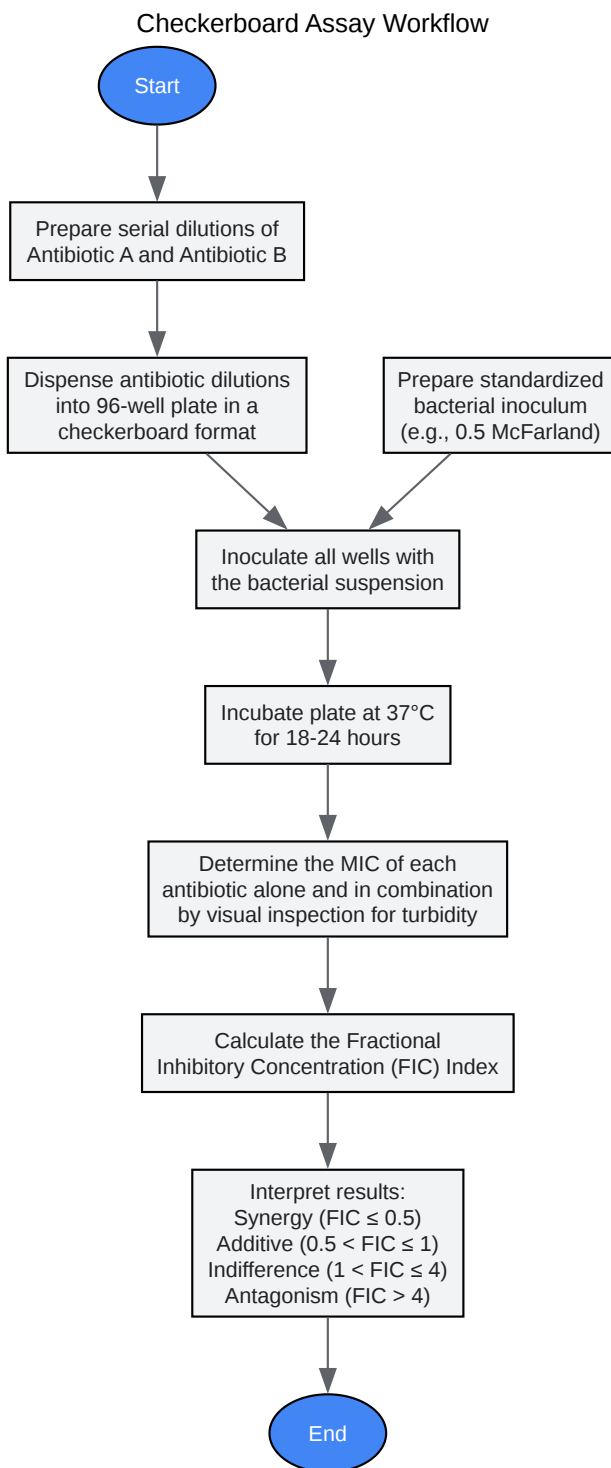 Checkerboard Assay Workflow
Start
Prepare serial dilutions of
Antibiotic A and Antibiotic B
Dispense antibiotic dilutions
into 96-well plate in a
checkerboard format
Prepare standardized
bacterial inoculum
(e.g., 0.5 McFarland)
Inoculate all wells with
the bacterial suspension
Incubate plate at 37°C
for 18-24 hours
Determine the MIC of each
antibiotic alone and in combination
by visual inspection for turbidity
Calculate the Fractional
Inhibitory Concentration (FIC) Index
Interpret results:
Synergy (FIC ≤ 0.5)
Additive (0.5 < FIC ≤ 1)
Indifference (1 < FIC ≤ 4)
Antagonism (FIC > 4)
End